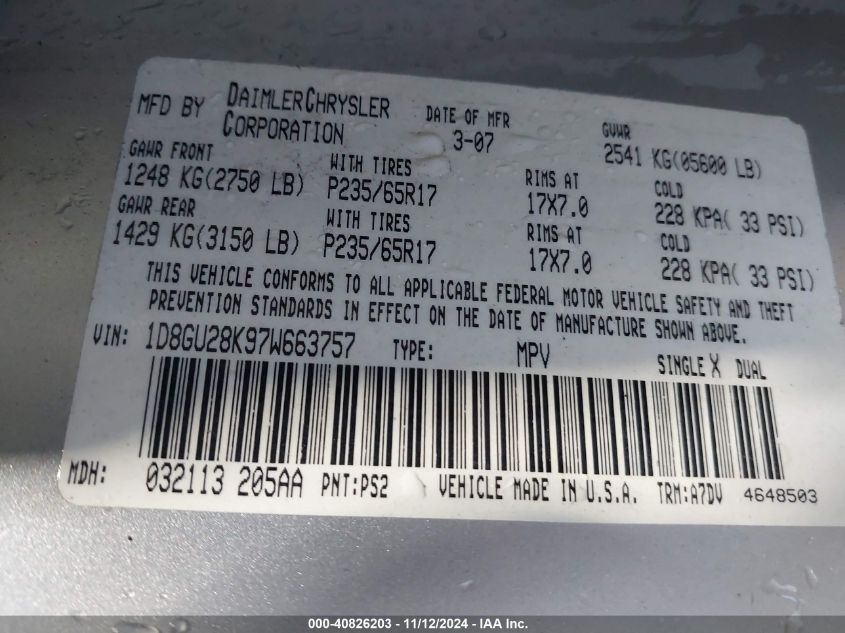 MFD BY DAIMLERCHRYSLER CORPORATION DATE OF MFR 3-07 GVWR 2541 KG(05600 LB)
GAWR FRONT WITH TIRES RIMS AT COLD
1248 KG(2750 LB) P235/65R17 17X7.0 228 KPA( 33 PSI)
GAWR REAR WITH TIRES RIMS AT COLD
1429 KG(3150 LB) P235/65R17 17X7.0 228 KPA( 33 PSI)
THIS VEHICLE CONFORMS TO ALL APPLICABLE FEDERAL MOTOR VEHICLE SAFETY AND THEFT
PREVENTION STANDARDS IN EFFECT ON THE DATE OF MANUFACTURE SHOWN ABOVE.
VIN: 1D8GU28K97W663757 TYPE: MPV SINGLE X DUAL
MDH: 032113 205AA PNT:PS2 VEHICLE MADE IN U.S.A. TRM:A7DV 4648503
000-40826203 - 11/12/2024 - IAA Inc.